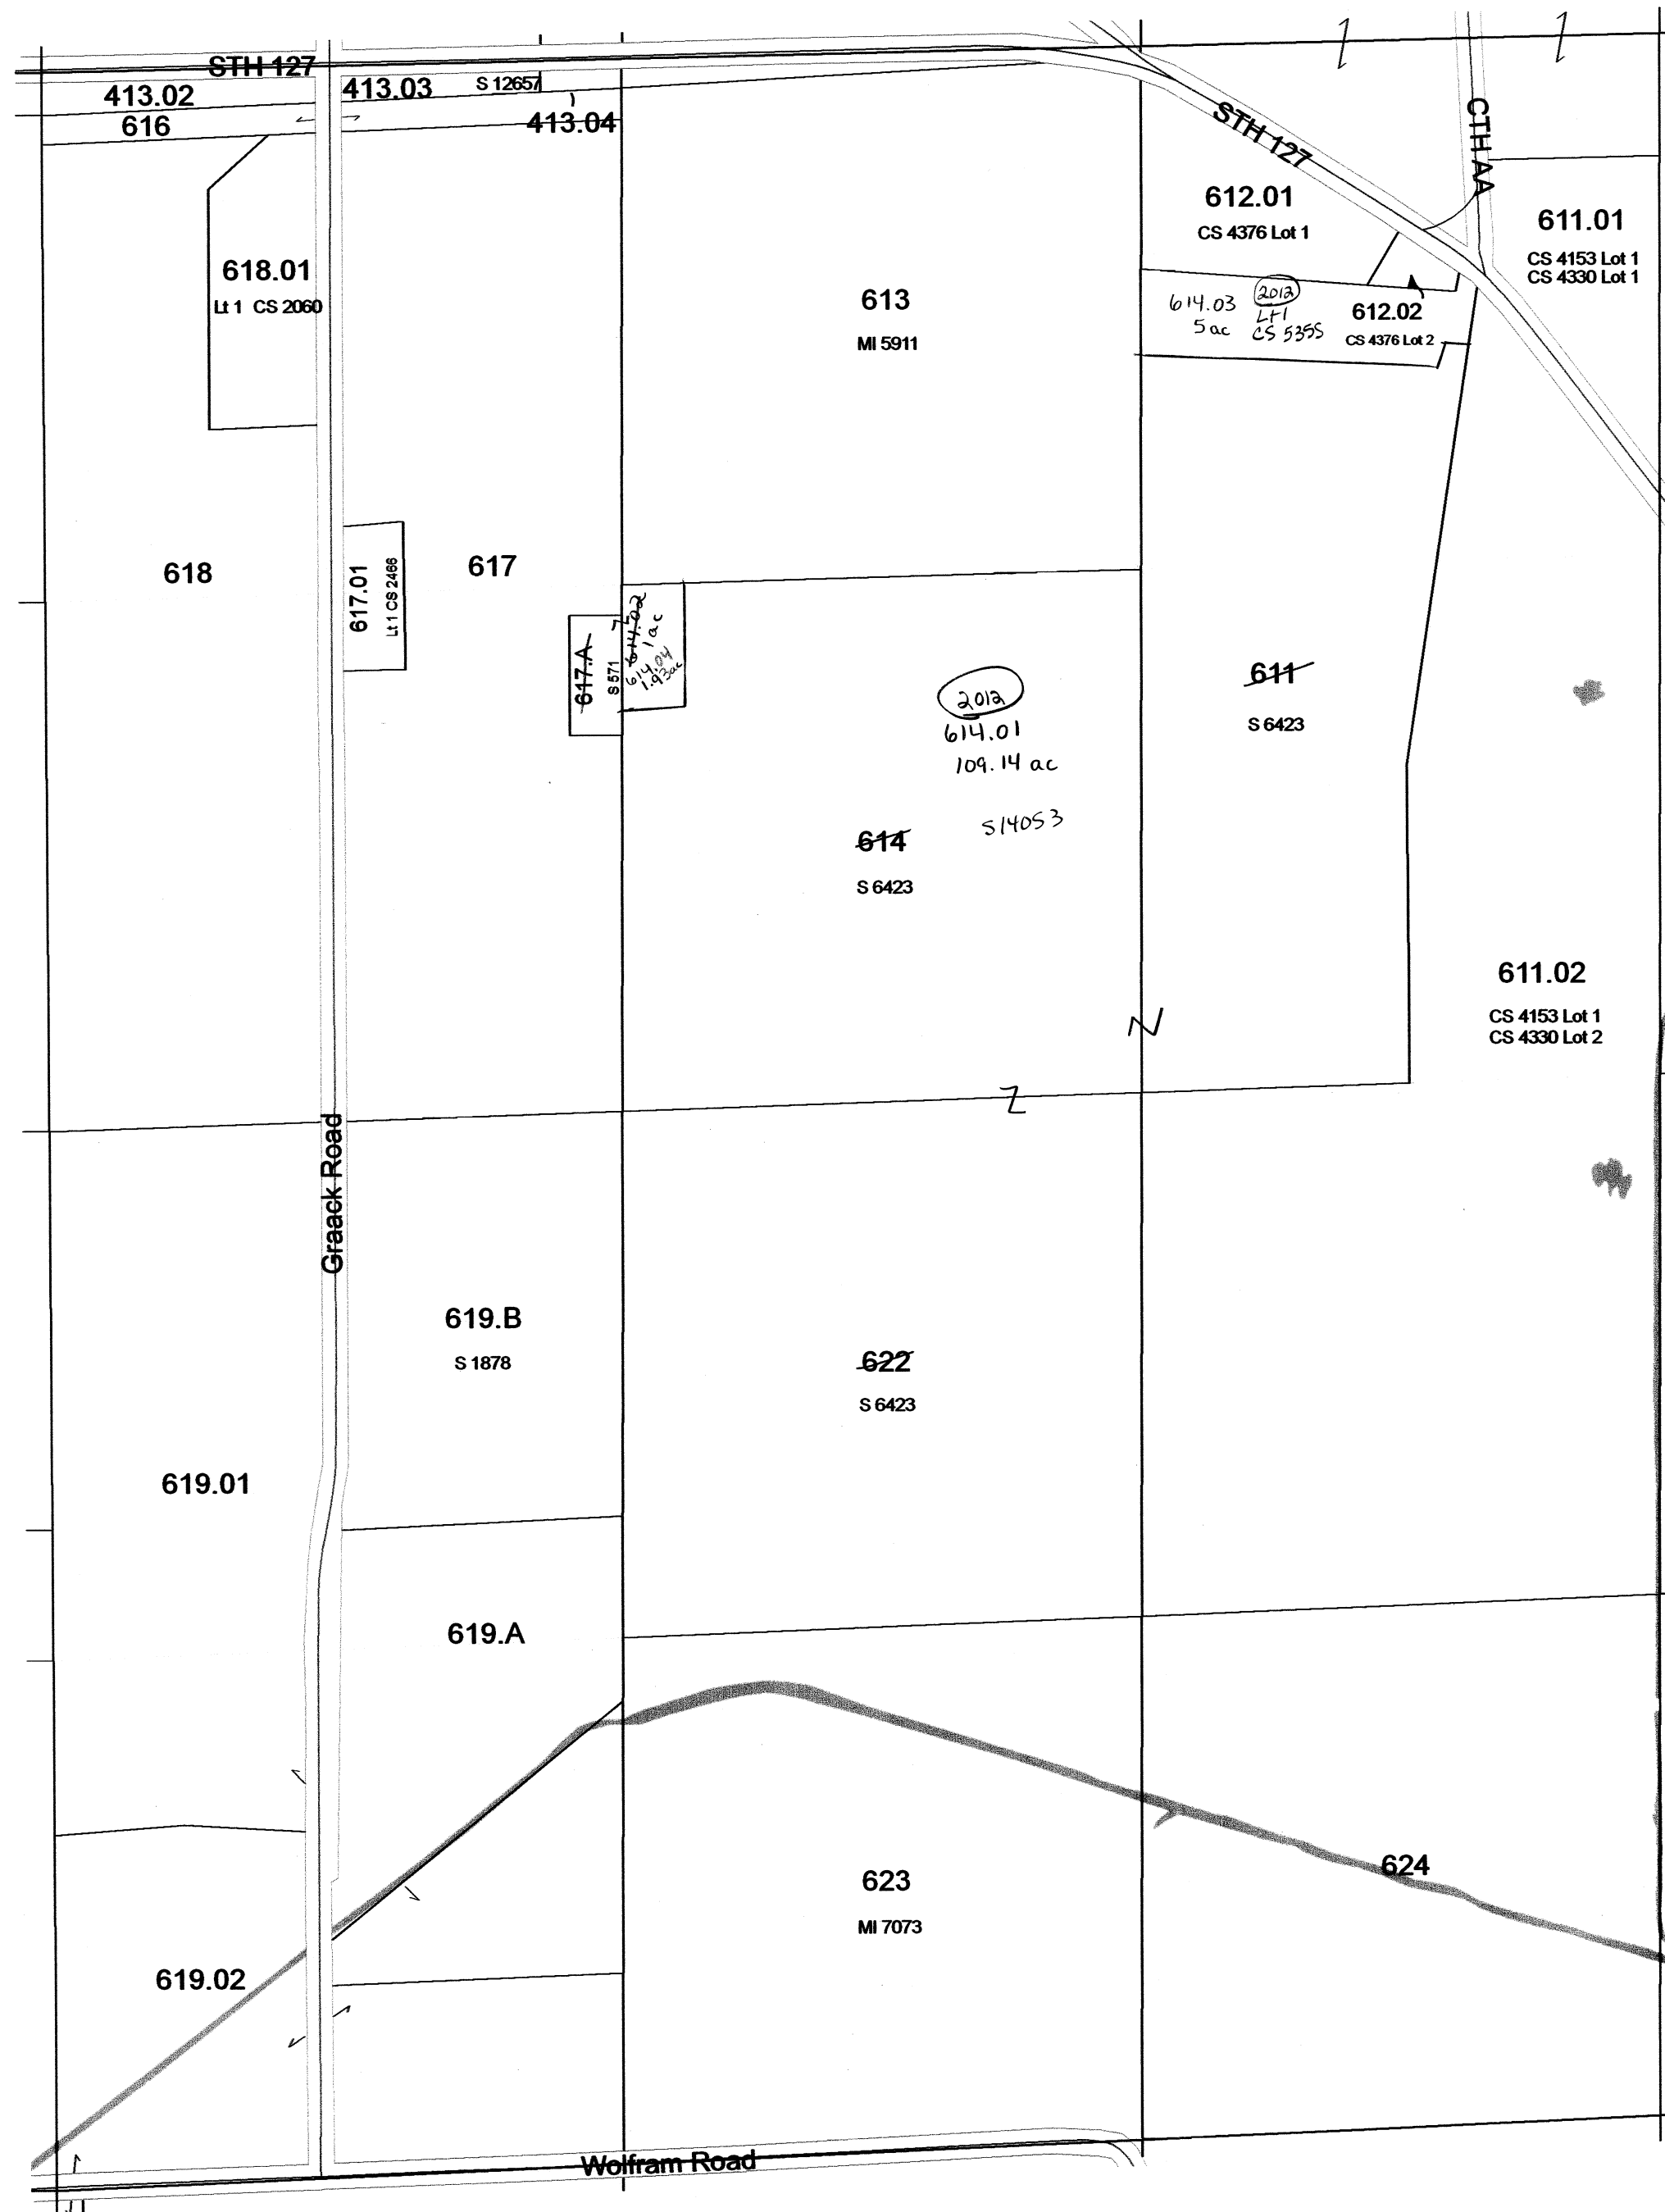 STH 127
413.02
413.03
S 12657
616
413.04
STH 127
CTH AA
612.01
CS 4376 Lot 1
611.01
CS 4153 Lot 1
CS 4330 Lot 1
618.01
Lt 1 CS 2060
613
MI 5911
614.03
5 ac
2012
Lt1
CS 5355
612.02
CS 4376 Lot 2
618
617.01
Lt 1 CS 2466
617
617.A
S 571
614.02
1 ac
614.04
1.93ac
2012
614.01
109.14 ac
S14053
611
S 6423
614
S 6423
611.02
CS 4153 Lot 1
CS 4330 Lot 2
Graack Road
619.B
S 1878
622
S 6423
619.01
619.A
623
MI 7073
624
619.02
Wolfram Road